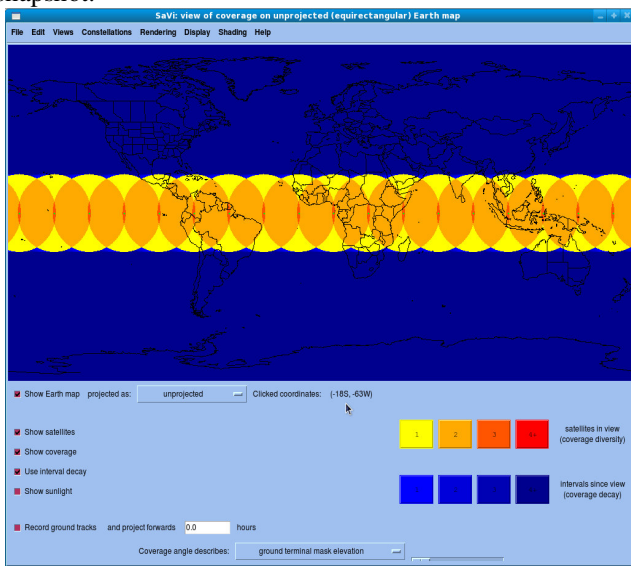 SaVi: view of coverage on unprojected (equirectangular) Earth map
File Edit Views Constellations Rendering Display Shading Help
Show Earth map projected as: unprojected Clicked coordinates: (-18S, -63W)
Show satellites
Show coverage
Use interval decay
Show sunlight
1 2 3 4+
satellites in view
(coverage diversity)
intervals since view
(coverage decay)
Record ground tracks and project forwards 0.0 hours
Coverage angle describes: ground terminal mask elevation